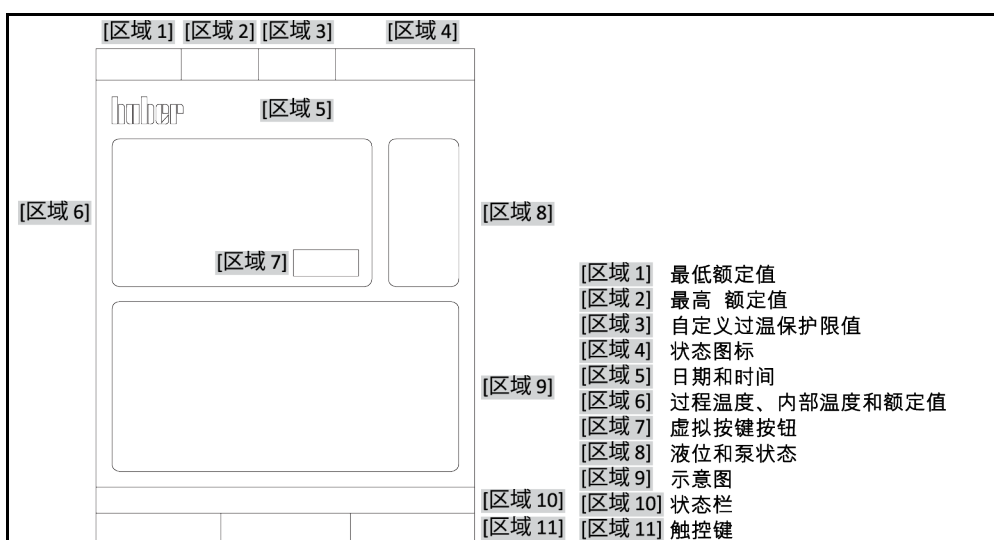 [区域 1] [区域 2] [区域 3] [区域 4]
huber [区域 5]
[区域 6]
[区域 8]
[区域 7]
[区域 9]
[区域 10]
[区域 11]
[区域 1] 最低额定值
[区域 2] 最高 额定值
[区域 3] 自定义过温保护限值
[区域 4] 状态图标
[区域 5] 日期和时间
[区域 6] 过程温度、内部温度和额定值
[区域 7] 虚拟按键按钮
[区域 8] 液位和泵状态
[区域 9] 示意图
[区域 10] 状态栏
[区域 11] 触控键